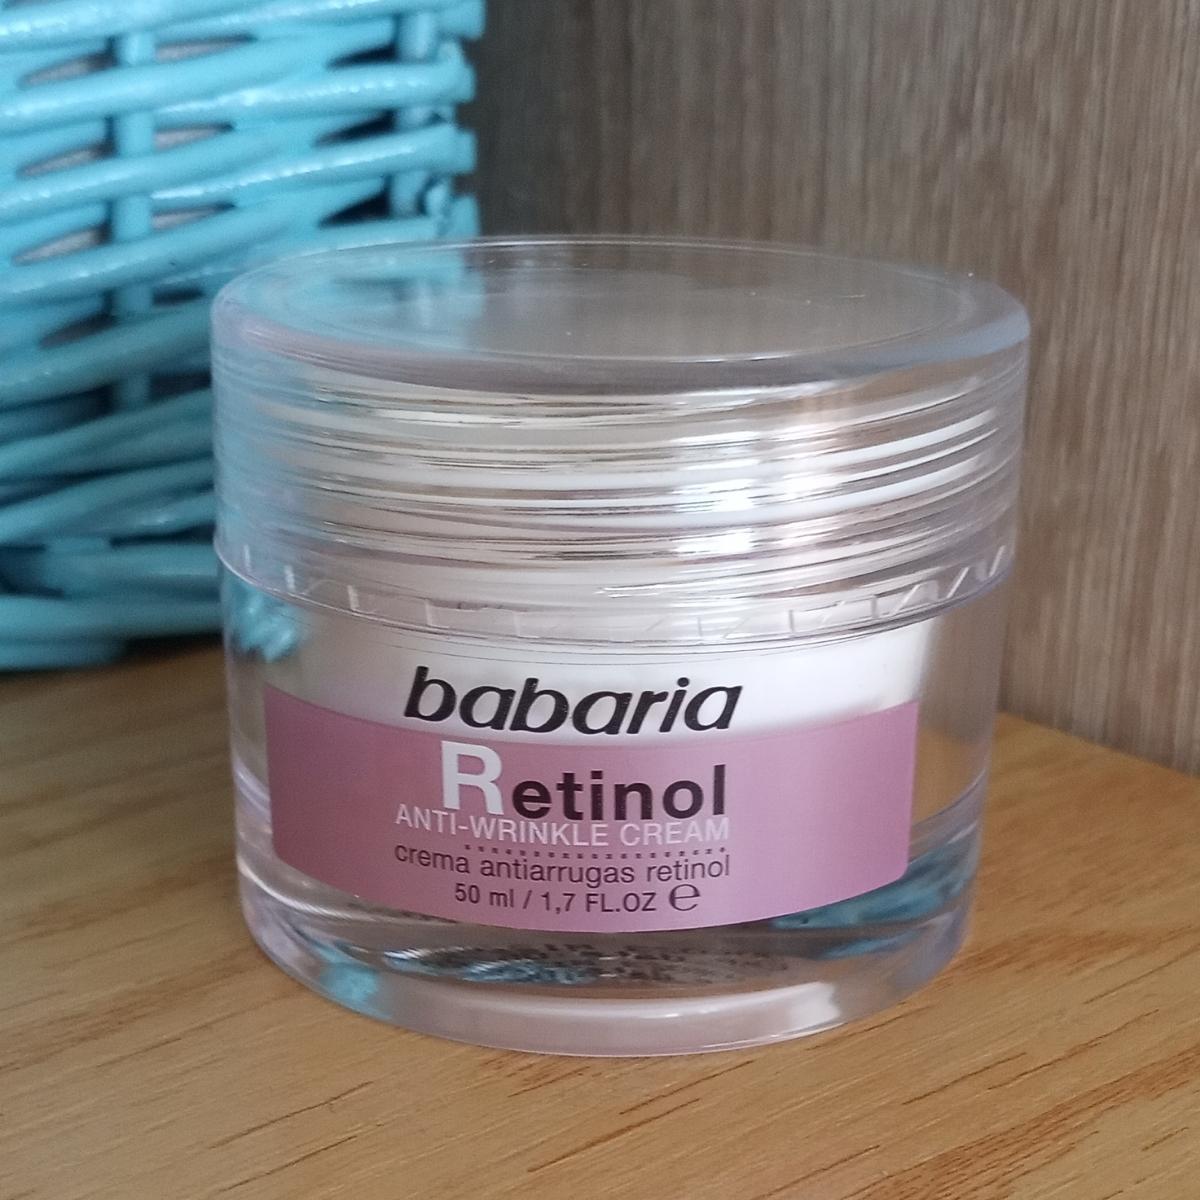 babaria
Retinol
ANTI-WRINKLE CREAM
crema antiarrugas retinol
50 ml / 1,7 FL.OZ ℮